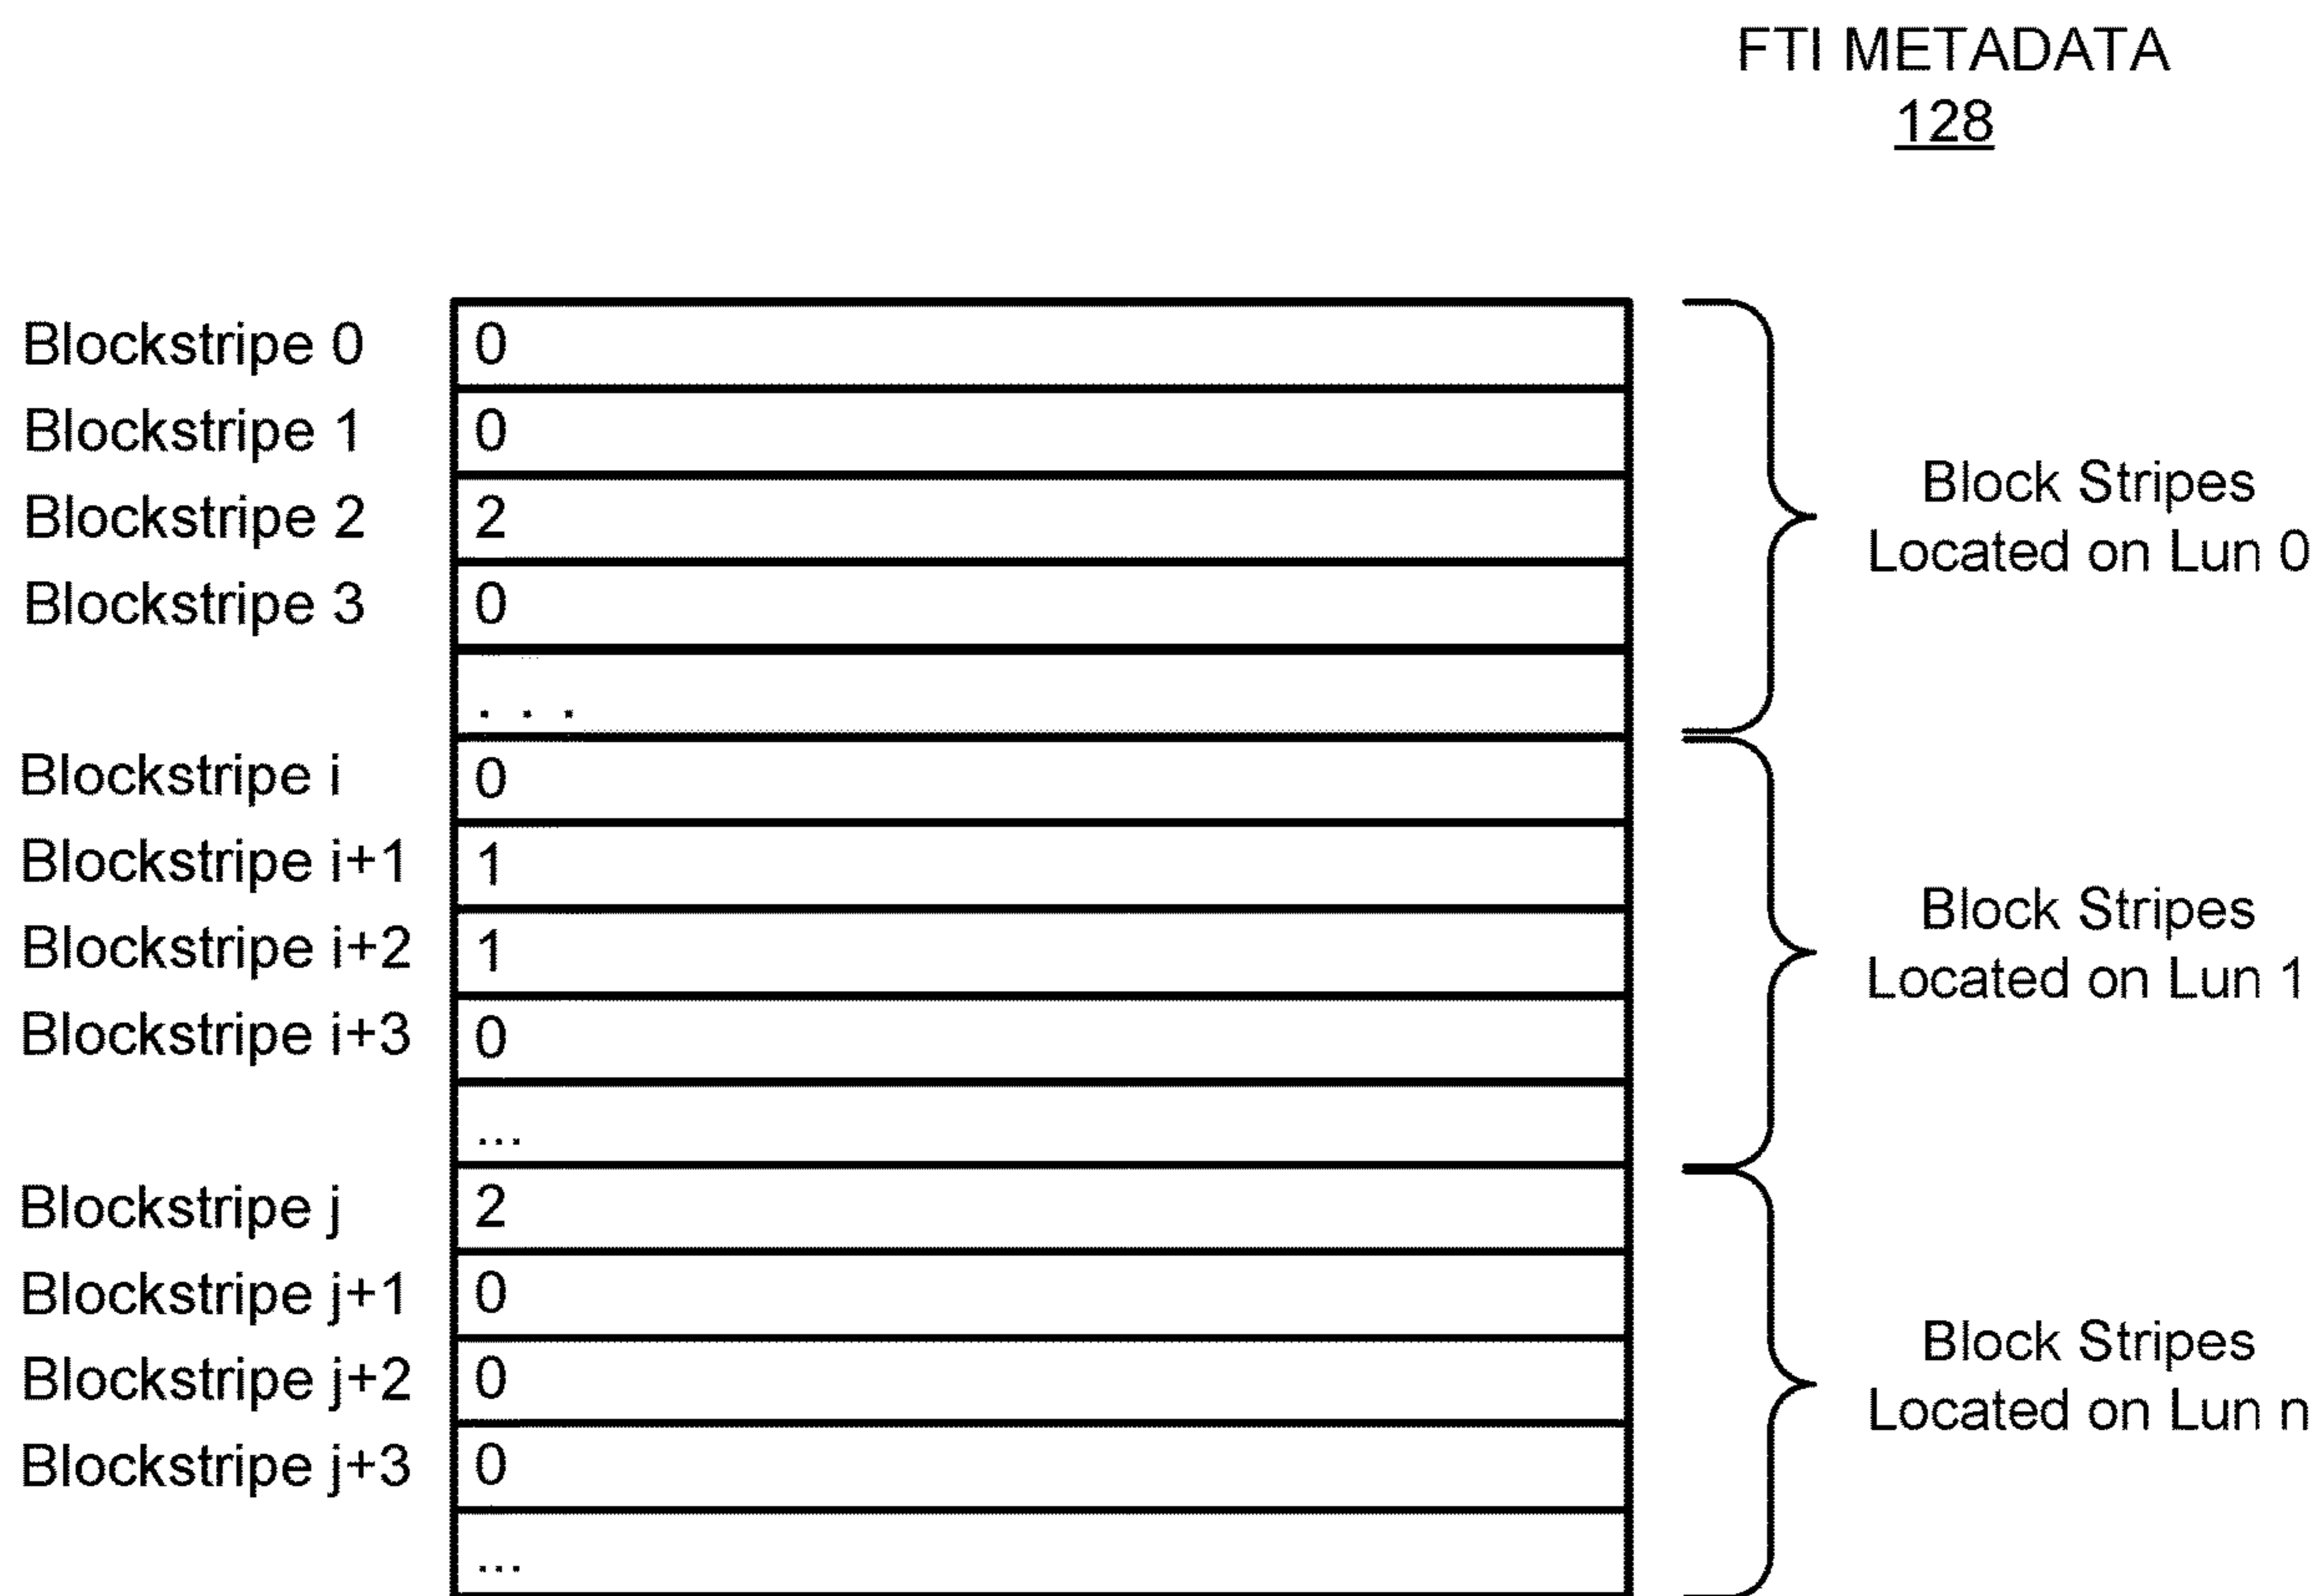 FTI METADATA
128
Blockstripe 0 0
Blockstripe 1 0
Blockstripe 2 2
Blockstripe 3 0
. . .
Block Stripes
Located on Lun 0
Blockstripe i 0
Blockstripe i+1 1
Blockstripe i+2 1
Blockstripe i+3 0
...
Block Stripes
Located on Lun 1
Blockstripe j 2
Blockstripe j+1 0
Blockstripe j+2 0
Blockstripe j+3 0
...
Block Stripes
Located on Lun n